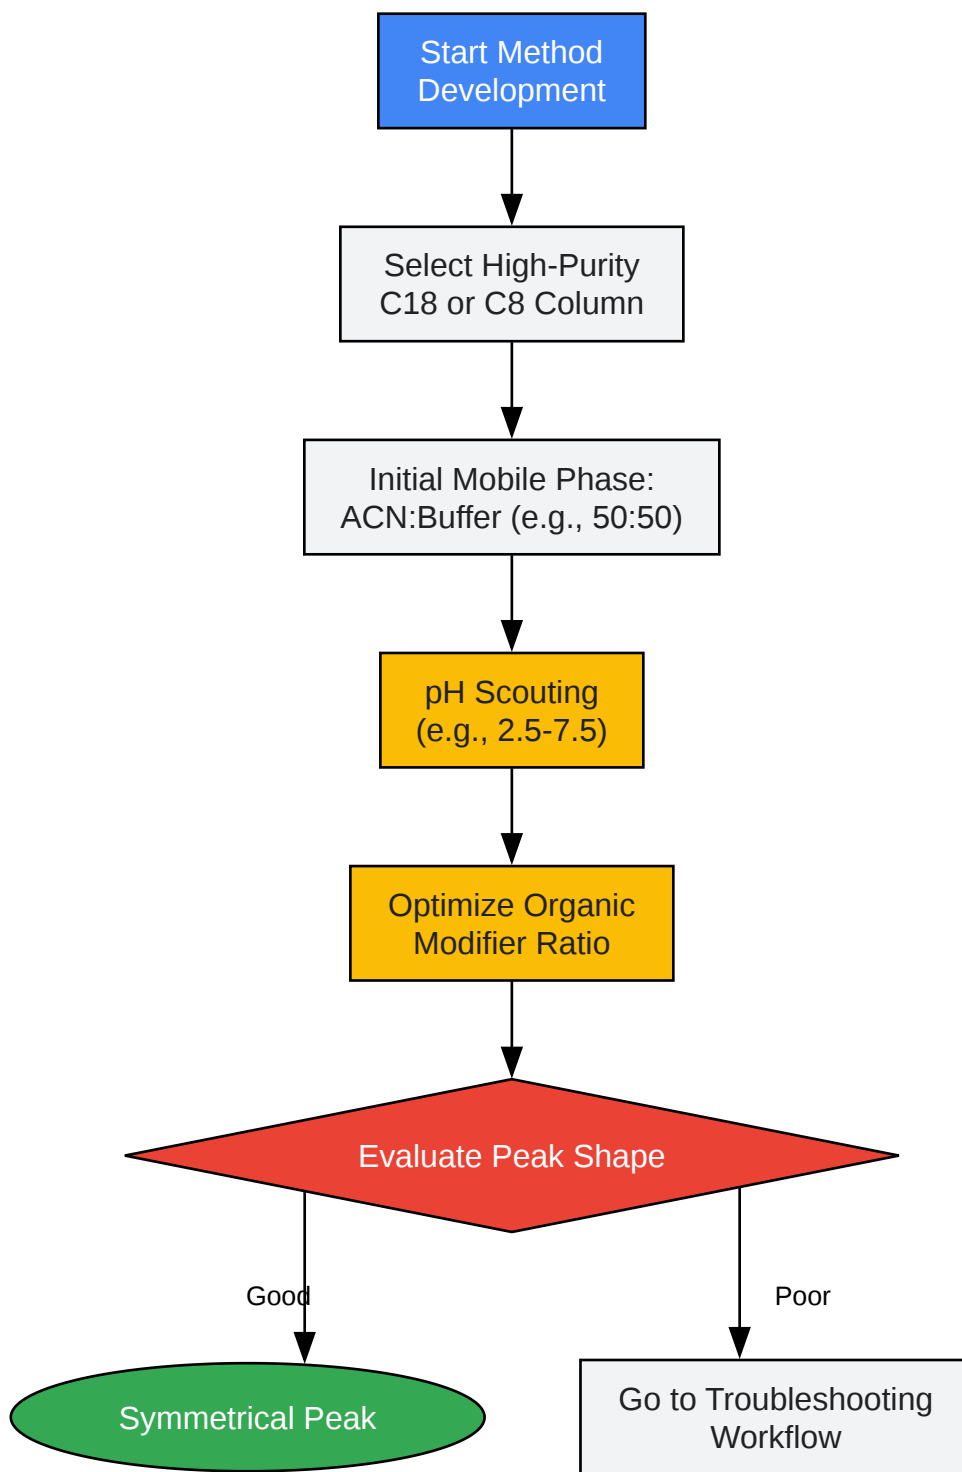 Start Method
Development
Select High-Purity
C18 or C8 Column
Initial Mobile Phase:
ACN:Buffer (e.g., 50:50)
pH Scouting
(e.g., 2.5-7.5)
Optimize Organic
Modifier Ratio
Evaluate Peak Shape
Good
Poor
Symmetrical Peak
Go to Troubleshooting
Workflow